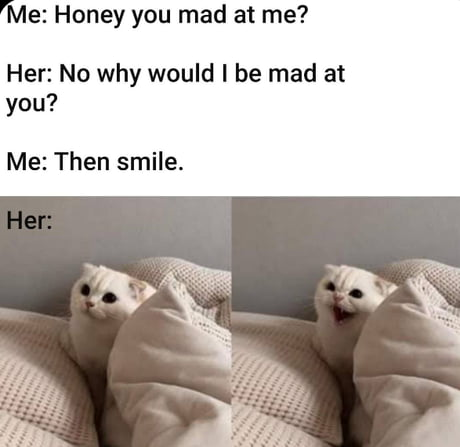 Me: Honey you mad at me?
Her: No why would I be mad at
you?
Me: Then smile.
Her: